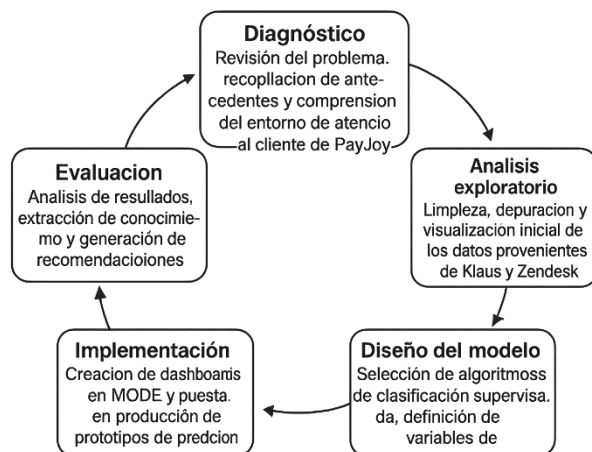 Diagnóstico
Revisión del problema.
recopllacion de ante-
cedentes y comprension
del entorno de atencio
al cliente de PayJoy
Analisis
exploratorio
Limpleza, depuracion y
visualización inicial de
los datos provenientes
de Klaus y Zendesk
Diseño del modelo
Selección de algoritmoss
de clasificación supervisa.
da, definición de
variables de
Implementación
Creacion de dashboards
en MODE y puesta.
en producción de
prototipos de predcion
Evaluacion
Analisis de resullados,
extracción de conocimie-
mo y generación de
recomendacioiones